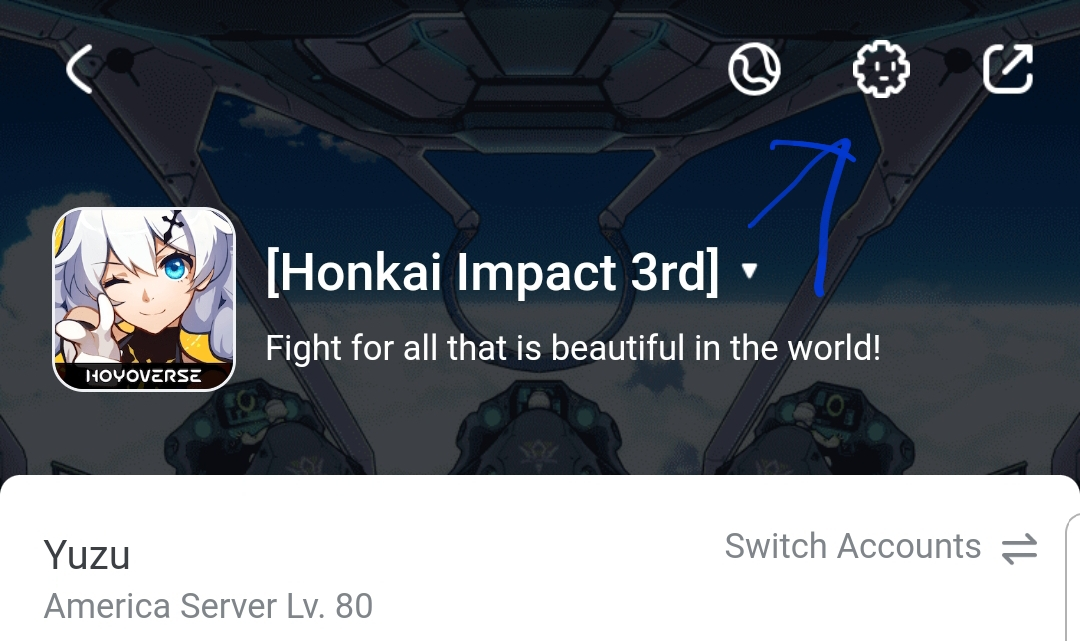 [Honkai Impact 3rd]
Fight for all that is beautiful in the world!
HOYOVERSE
Yuzu
Switch Accounts
America Server Lv. 80